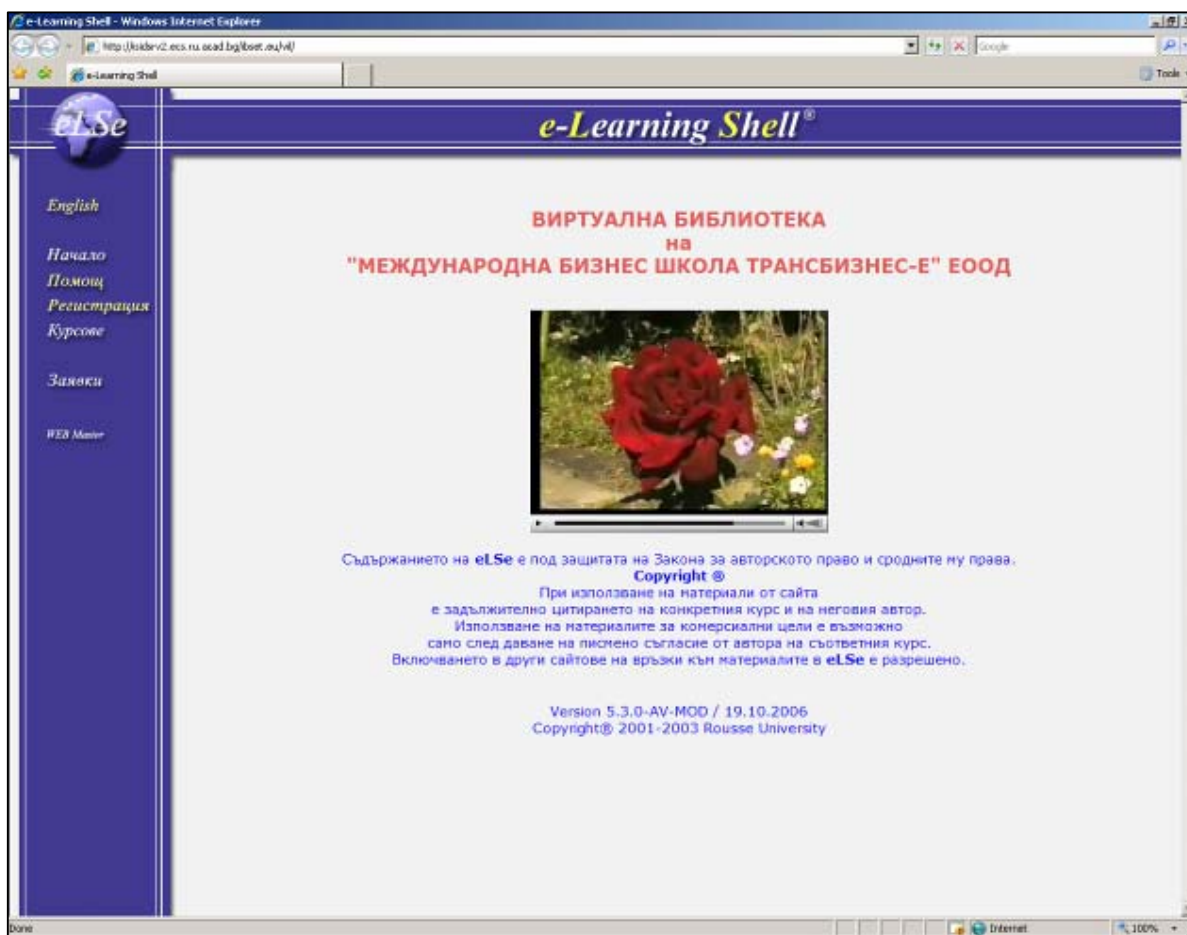 e-Learning Shell - Windows Internet Explorer
Google
e-Learning Shell
Tools
eLSe
e-Learning Shell®
English
Начало
Помощ
Регистрация
Курсове
Заявки
WEB Master
ВИРТУАЛНА БИБЛИОТЕКА
на
"МЕЖДУНАРОДНА БИЗНЕС ШКОЛА ТРАНСБИЗНЕС-Е" ЕООД
Съдържанието на eLSe е под защитата на Закона за авторското право и сродните му права.
Copyright ®
При използване на материали от сайта
е задължително цитирането на конкретния курс и на неговия автор.
Използване на материалите за комерсиални цели е възможно
само след даване на писмено съгласие от автора на съответния курс.
Включването в други сайтове на връзки към материалите в eLSe е разрешено.
Version 5.3.0-AV-MOD / 19.10.2006
Copyright® 2001-2003 Rousse University
Done
Internet
100%